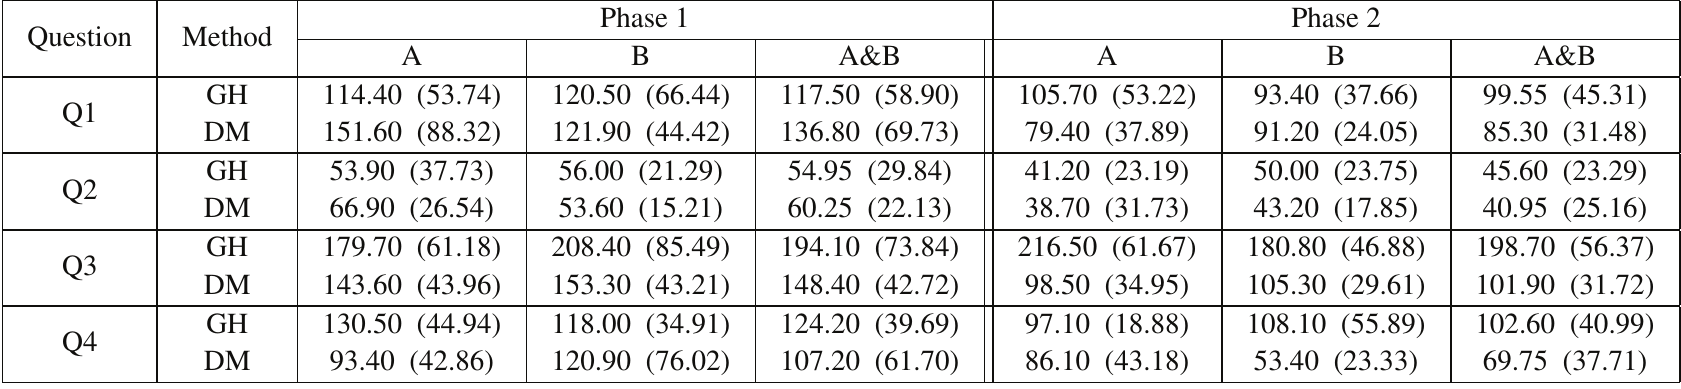 Question Method Phase 1 Phase 2
A B A&B A B A&B
Q1 GH 114.40 (53.74) 120.50 (66.44) 117.50 (58.90) 105.70 (53.22) 93.40 (37.66) 99.55 (45.31)
DM 151.60 (88.32) 121.90 (44.42) 136.80 (69.73) 79.40 (37.89) 91.20 (24.05) 85.30 (31.48)
Q2 GH 53.90 (37.73) 56.00 (21.29) 54.95 (29.84) 41.20 (23.19) 50.00 (23.75) 45.60 (23.29)
DM 66.90 (26.54) 53.60 (15.21) 60.25 (22.13) 38.70 (31.73) 43.20 (17.85) 40.95 (25.16)
Q3 GH 179.70 (61.18) 208.40 (85.49) 194.10 (73.84) 216.50 (61.67) 180.80 (46.88) 198.70 (56.37)
DM 143.60 (43.96) 153.30 (43.21) 148.40 (42.72) 98.50 (34.95) 105.30 (29.61) 101.90 (31.72)
Q4 GH 130.50 (44.94) 118.00 (34.91) 124.20 (39.69) 97.10 (18.88) 108.10 (55.89) 102.60 (40.99)
DM 93.40 (42.86) 120.90 (76.02) 107.20 (61.70) 86.10 (43.18) 53.40 (23.33) 69.75 (37.71)